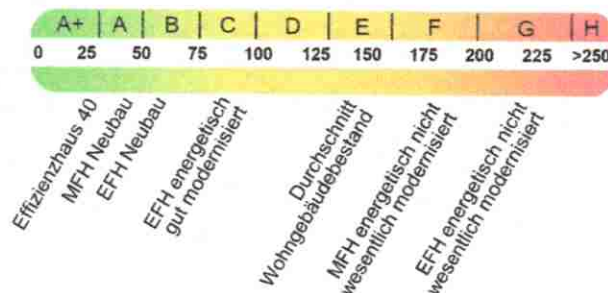 A+ A B C D E F G H
0 25 50 75 100 125 150 175 200 225 >250
Effizienzhaus 40
MFH Neubau
EFH Neubau
EFH energetisch
gut modernisiert
Durchschnitt
Wohngebäudebestand
MFH energetisch nicht
wesentlich modernisiert
EFH energetisch nicht
wesentlich modernisiert